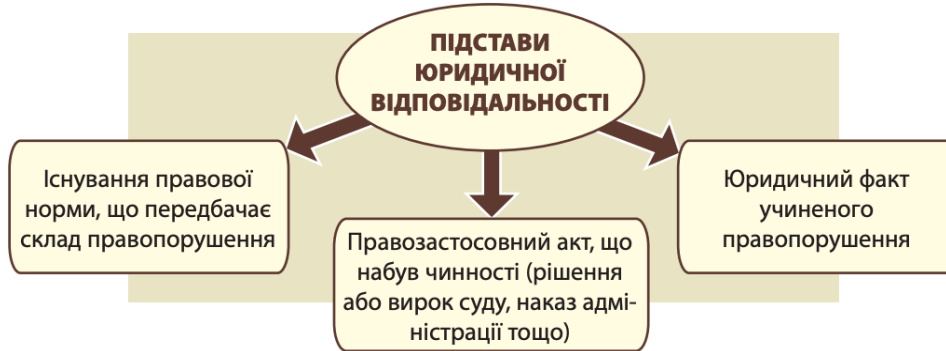 ПІДСТАВИ
ЮРИДИЧНОЇ
ВІДПОВІДАЛЬНОСТІ
Існування правової
норми, що передбачає
склад правопорушення
Правозастосовний акт, що
набув чинності (рішення
або вирок суду, наказ адмі-
ністрації тощо)
Юридичний факт
учиненого
правопорушення